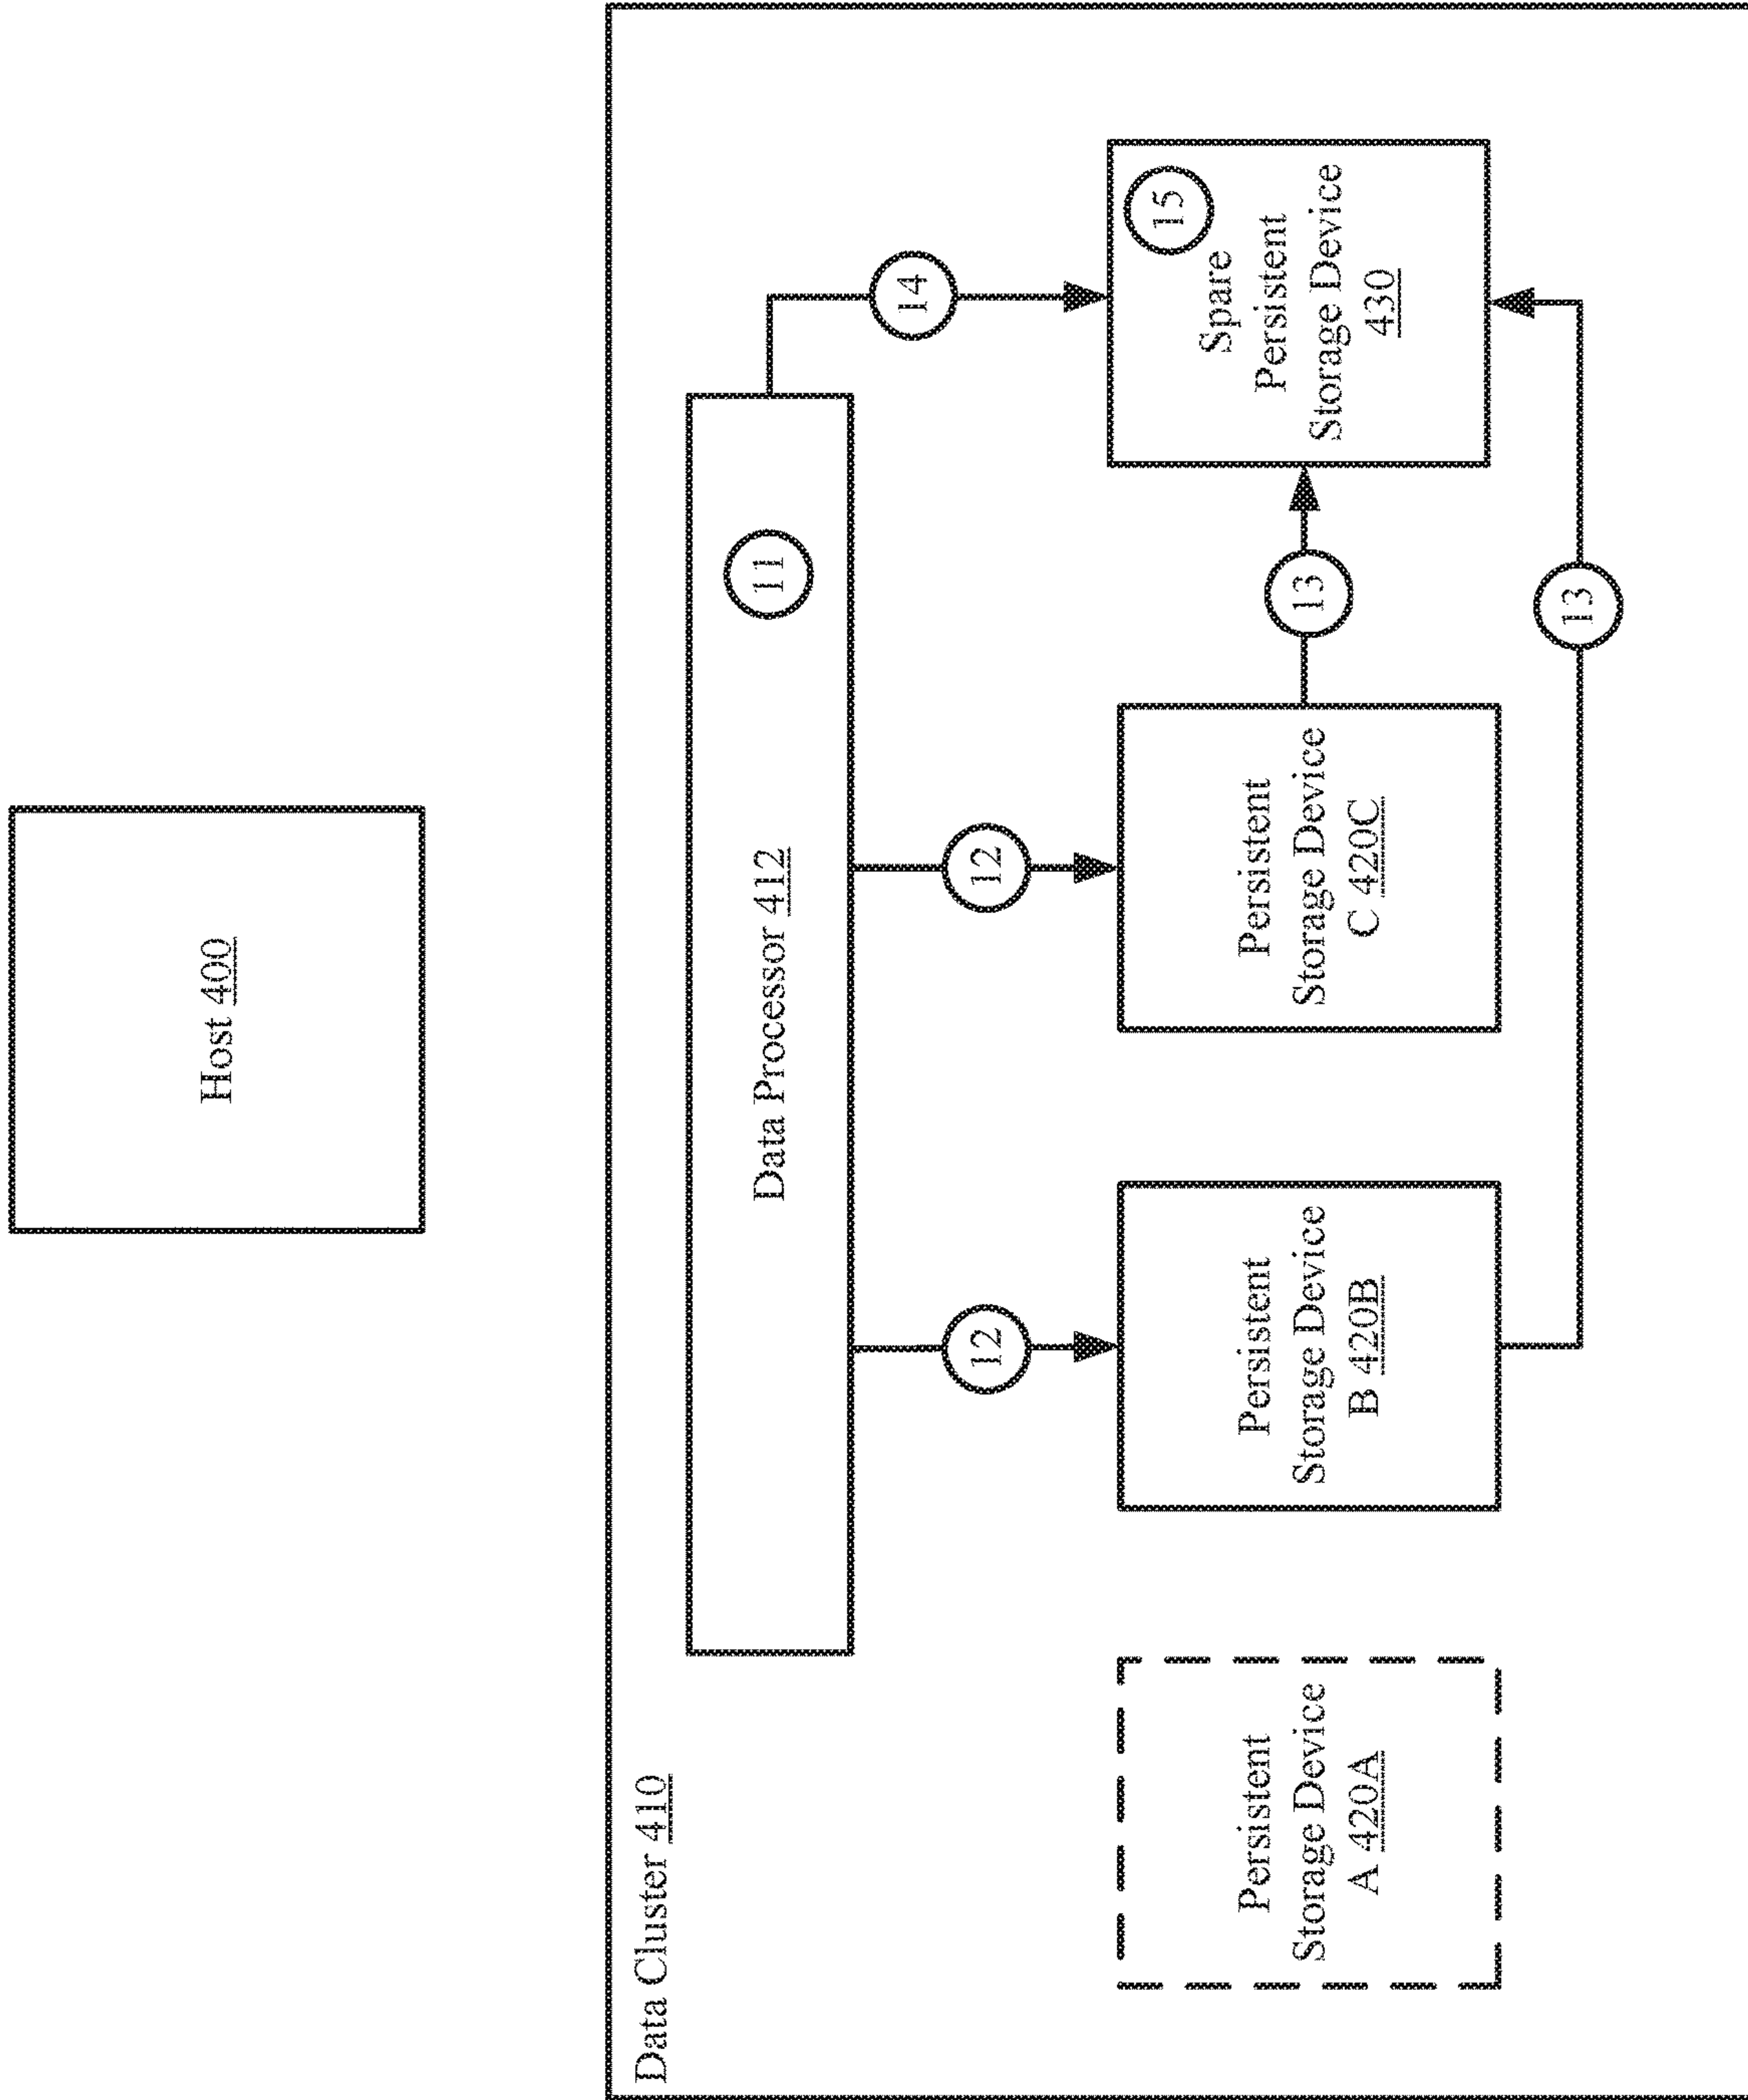 Host 400
Data Cluster 410
Data Processor 412
11
12
12
14
Persistent
Storage Device
A 420A
Persistent
Storage Device
B 420B
Persistent
Storage Device
C 420C
13
15
Spare
Persistent
Storage Device
430
13